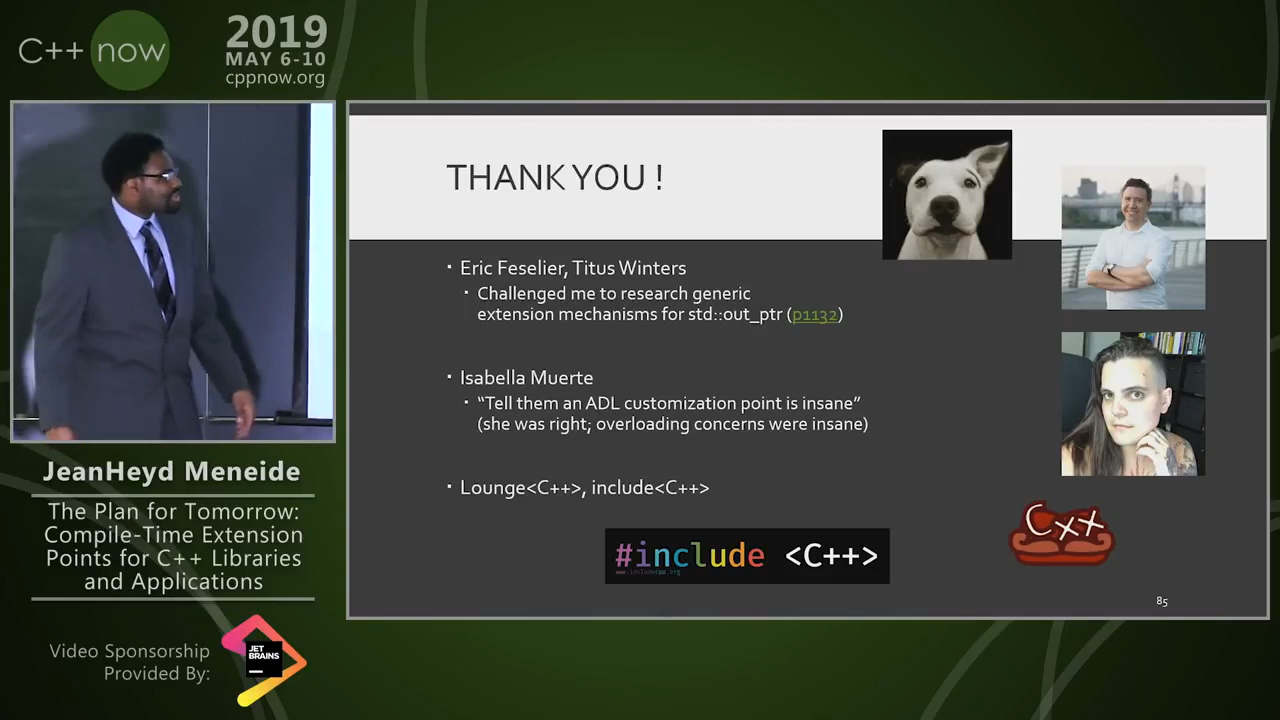 C++ now
2019
MAY 6-10
cppnow.org
THANK YOU !
▪ Eric Feselier, Titus Winters
▪ Challenged me to research generic
extension mechanisms for std::out_ptr (p1132)
▪ Isabella Muerte
▪ “Tell them an ADL customization point is insane”
(she was right; overloading concerns were insane)
▪ Lounge<C++>, include<C++>
#include <C++>
Cxx
85
JeanHeyd Meneide
The Plan for Tomorrow:
Compile-Time Extension
Points for C++ Libraries
and Applications
Video Sponsorship
Provided By:
JET
BRAINS